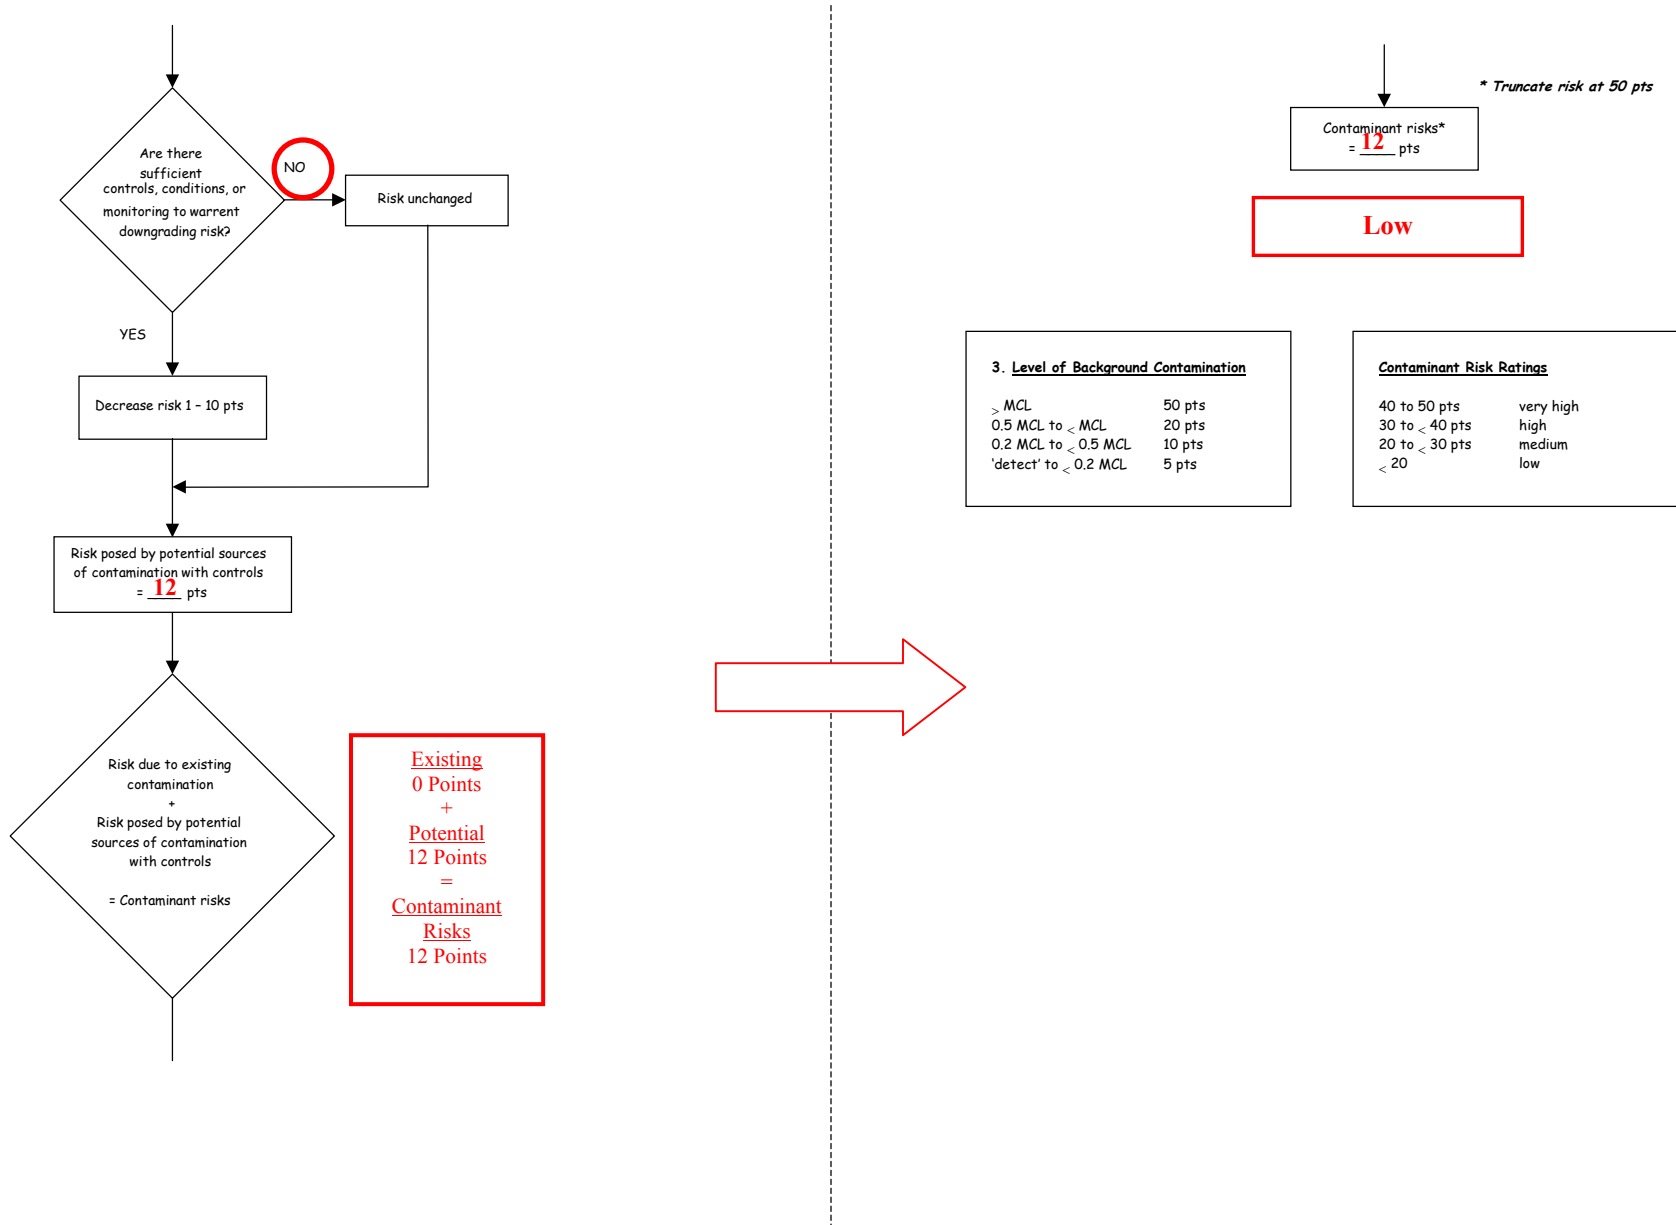 Are there
sufficient
controls, conditions, or
monitoring to warrent
downgrading risk?
NO
Risk unchanged
YES
Decrease risk 1 – 10 pts
Risk posed by potential sources
of contamination with controls
= 12 pts
Risk due to existing
contamination
+
Risk posed by potential
sources of contamination
with controls
= Contaminant risks
Existing
0 Points
+
Potential
12 Points
=
Contaminant
Risks
12 Points
* Truncate risk at 50 pts
Contaminant risks*
= 12 pts
Low
3. Level of Background Contamination
> MCL 50 pts
0.5 MCL to < MCL 20 pts
0.2 MCL to < 0.5 MCL 10 pts
'detect' to < 0.2 MCL 5 pts
Contaminant Risk Ratings
40 to 50 pts very high
30 to < 40 pts high
20 to < 30 pts medium
< 20 low